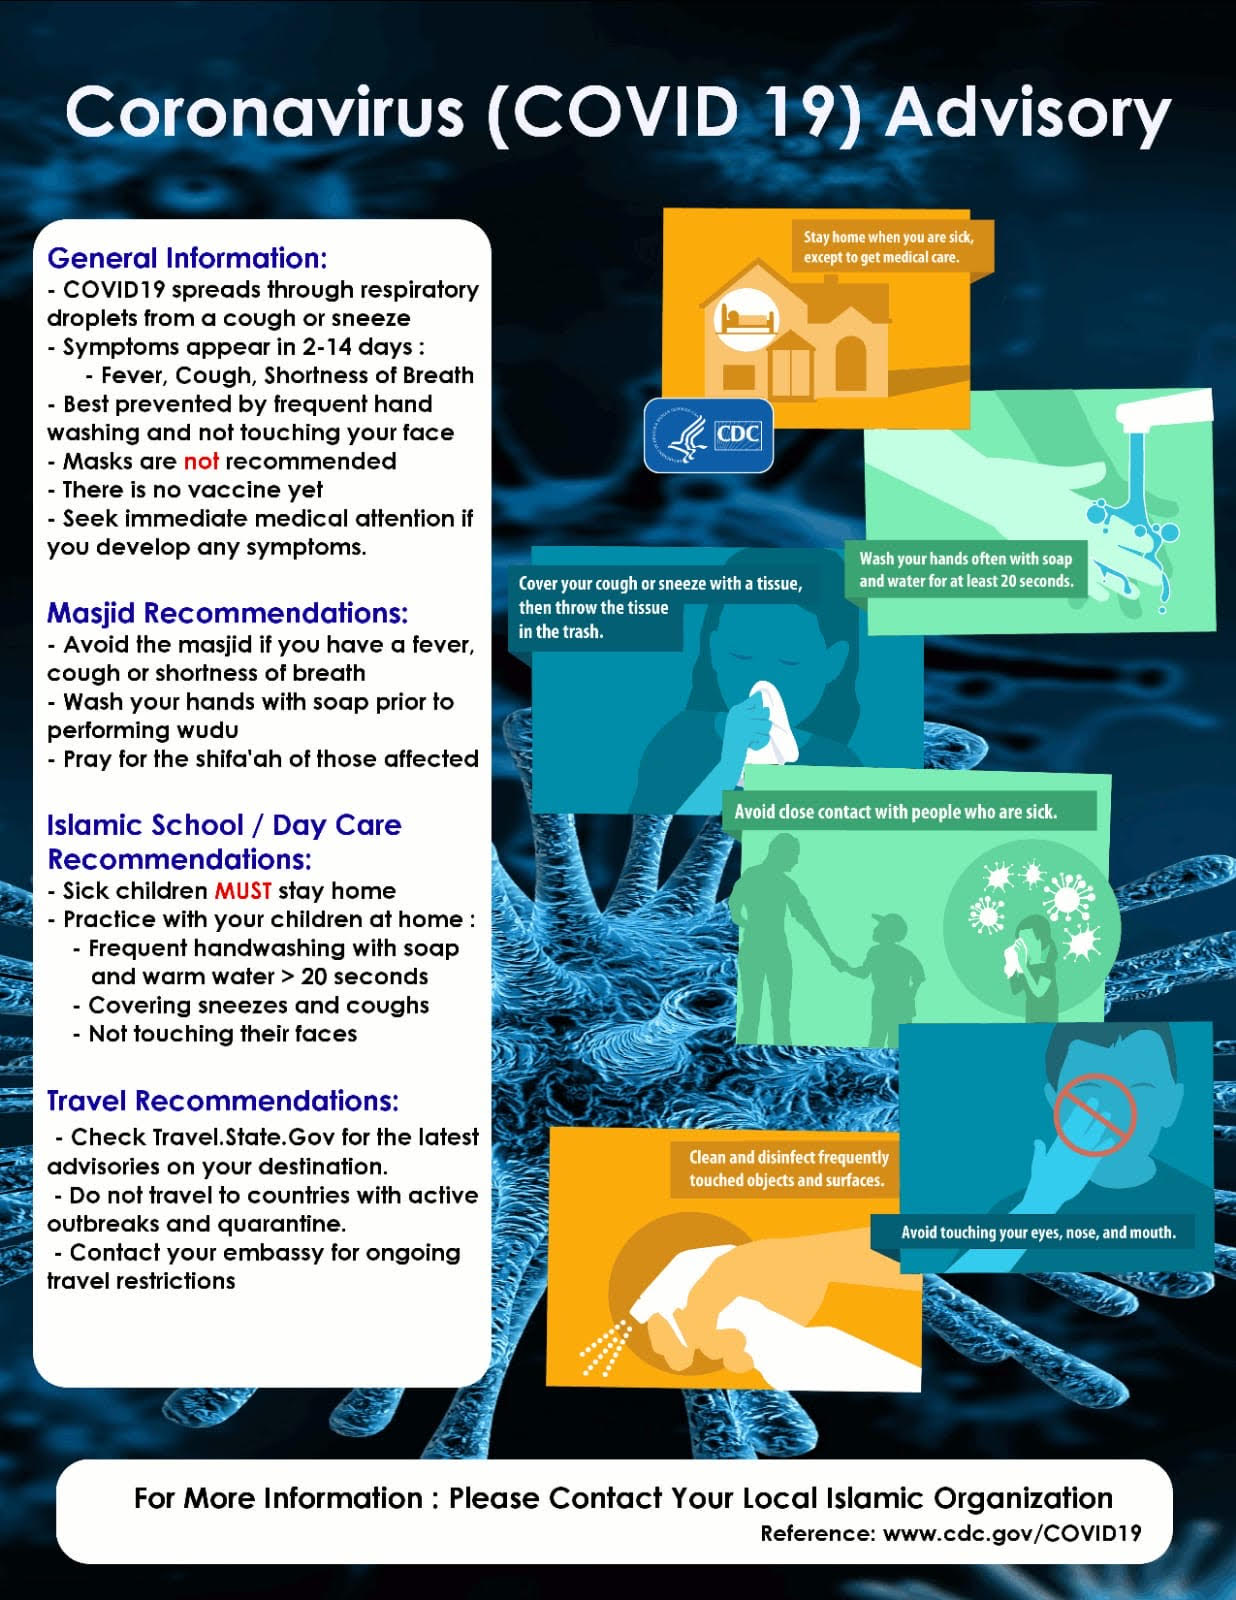 Coronavirus (COVID 19) Advisory
General Information:
- COVID19 spreads through respiratory
droplets from a cough or sneeze
- Symptoms appear in 2-14 days :
- Fever, Cough, Shortness of Breath
- Best prevented by frequent hand
washing and not touching your face
- Masks are not recommended
- There is no vaccine yet
- Seek immediate medical attention if
you develop any symptoms.
Masjid Recommendations:
- Avoid the masjid if you have a fever,
cough or shortness of breath
- Wash your hands with soap prior to
performing wudu
- Pray for the shifa'ah of those affected
Islamic School / Day Care
Recommendations:
- Sick children MUST stay home
- Practice with your children at home :
- Frequent handwashing with soap
and warm water > 20 seconds
- Covering sneezes and coughs
- Not touching their faces
Travel Recommendations:
- Check Travel.State.Gov for the latest
advisories on your destination.
- Do not travel to countries with active
outbreaks and quarantine.
- Contact your embassy for ongoing
travel restrictions
Stay home when you are sick,
except to get medical care.
CDC
Wash your hands often with soap
and water for at least 20 seconds.
Cover your cough or sneeze with a tissue,
then throw the tissue
in the trash.
Avoid close contact with people who are sick.
Clean and disinfect frequently
touched objects and surfaces.
Avoid touching your eyes, nose, and mouth.
For More Information : Please Contact Your Local Islamic Organization
Reference: www.cdc.gov/COVID19